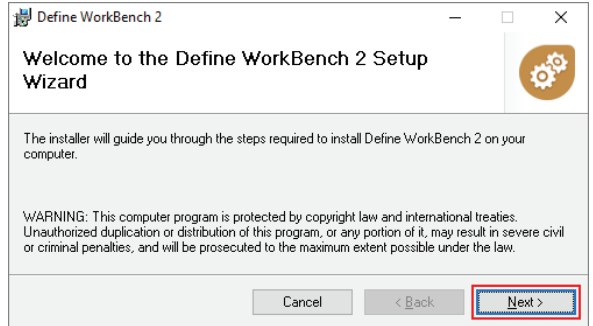 Define WorkBench 2
Welcome to the Define WorkBench 2 Setup
Wizard
The installer will guide you through the steps required to install Define WorkBench 2 on your
computer.
WARNING: This computer program is protected by copyright law and international treaties.
Unauthorized duplication or distribution of this program, or any portion of it, may result in severe civil
or criminal penalties, and will be prosecuted to the maximum extent possible under the law.
Cancel < Back Next >